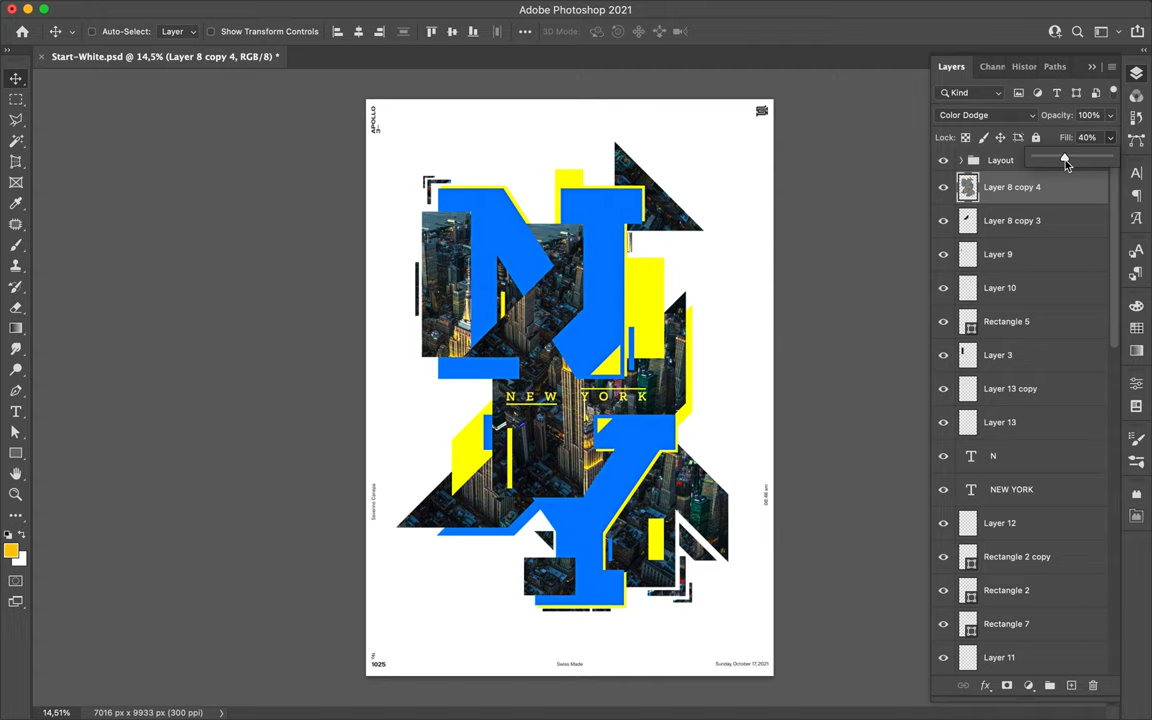 Adobe Photoshop 2021
Auto-Select: Layer Show Transform Controls 3D Mode:
Start-White.psd @ 14,5% (Layer 8 copy 4, RGB/8) *
Layers Chann Histor Paths
Kind
Color Dodge Opacity: 100%
Lock: Fill: 40%
Layout
Layer 8 copy 4
Layer 8 copy 3
Layer 9
Layer 10
Rectangle 5
Layer 3
Layer 13 copy
Layer 13
N
NEW YORK
Layer 12
Rectangle 2 copy
Rectangle 2
Rectangle 7
Layer 11
APOLLO
N
NEW YORK
Y
Severino Canepa
1025
Swiss Made
Sunday, October 17, 2021
14,51% 7016 px x 9933 px (300 ppi)